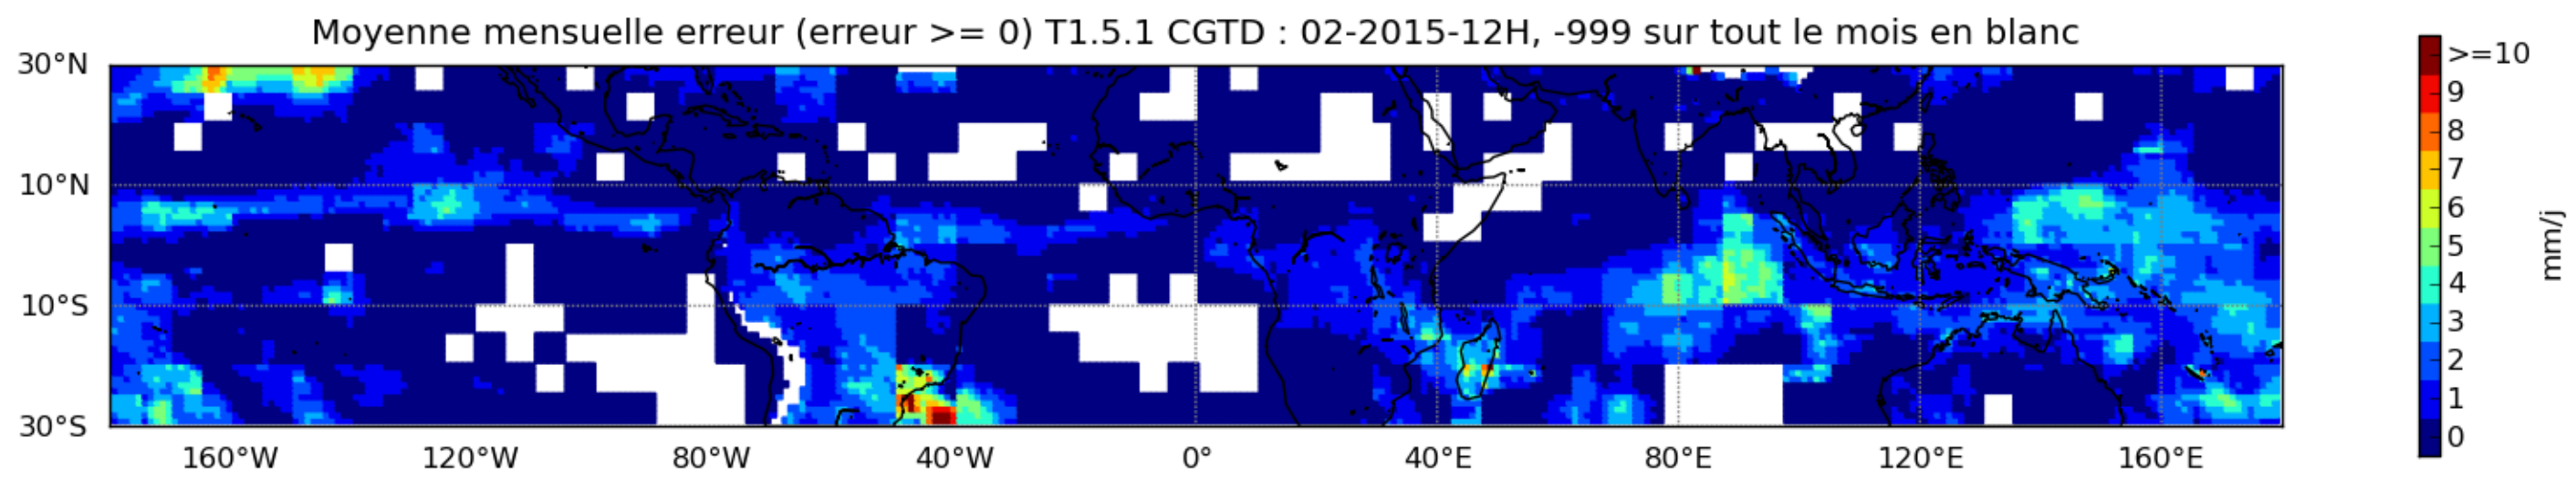 Moyenne mensuelle erreur (erreur >= 0) T1.5.1 CGTD : 02-2015-12H, -999 sur tout le mois en blanc
30°N
10°N
10°S
30°S
160°W 120°W 80°W 40°W 0° 40°E 80°E 120°E 160°E
>=10
9
8
7
6
5
4
3
2
1
0
mm/j